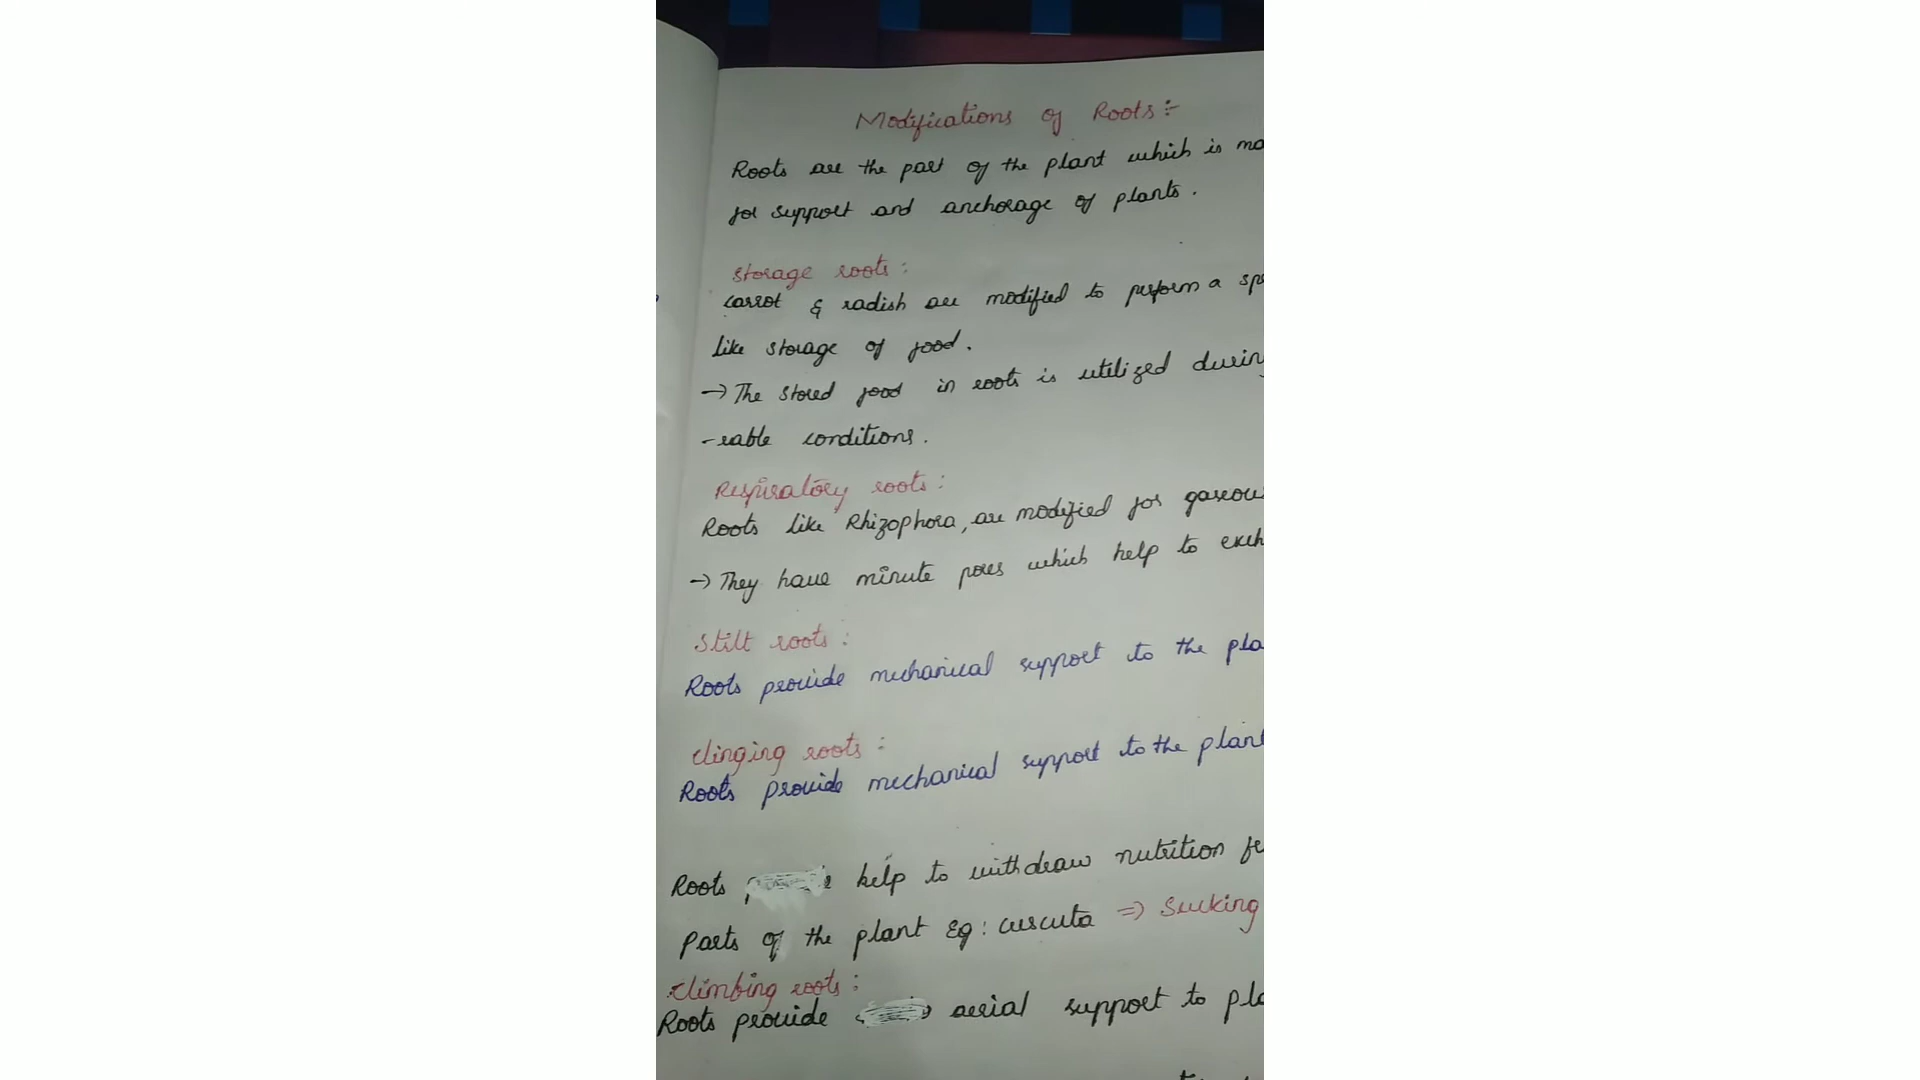 Modifications of Roots:-
Roots are the part of the plant which is
for support and anchorage of plants.
Storage roots:
carrot & radish are modified to perform a
like storage of food.
→ The stored food in roots is utilized
-rable conditions.
Respiratory roots:
Roots like Rhizophora, are modified for
→ They have minute pores which help to
Stilt roots:
Roots provide mechanical support to the
clinging roots:
Roots provide mechanical support to the plant
Roots help to withdraw nutrition
parts of the plant Eg: cuscuta => Sucking
climbing roots:
Roots provide aerial support to